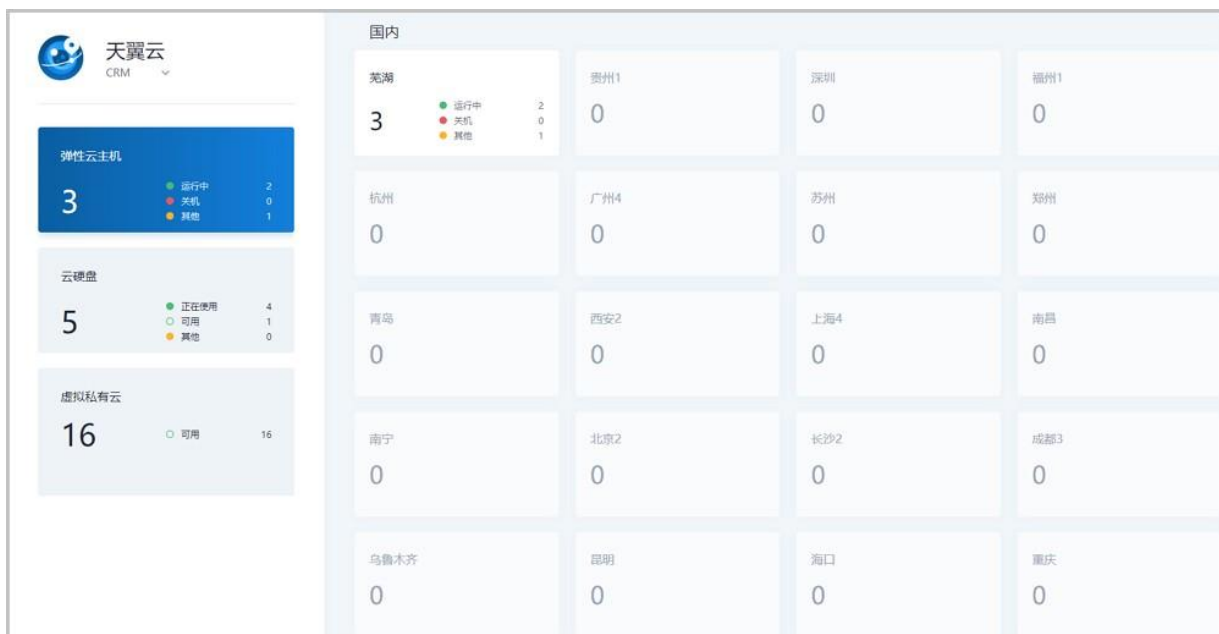 天翼云
CRM
弹性云主机
3
运行中 2
关机 0
其他 1
云硬盘
5
正在使用 4
可用 1
其他 0
虚拟私有云
16
可用 16
国内
芜湖
3
运行中 2
关机 0
其他 1
贵州1
0
深圳
0
福州1
0
杭州
0
广州4
0
苏州
0
郑州
0
青岛
0
西安2
0
上海4
0
南昌
0
南宁
0
北京2
0
长沙2
0
成都3
0
乌鲁木齐
0
昆明
0
海口
0
重庆
0